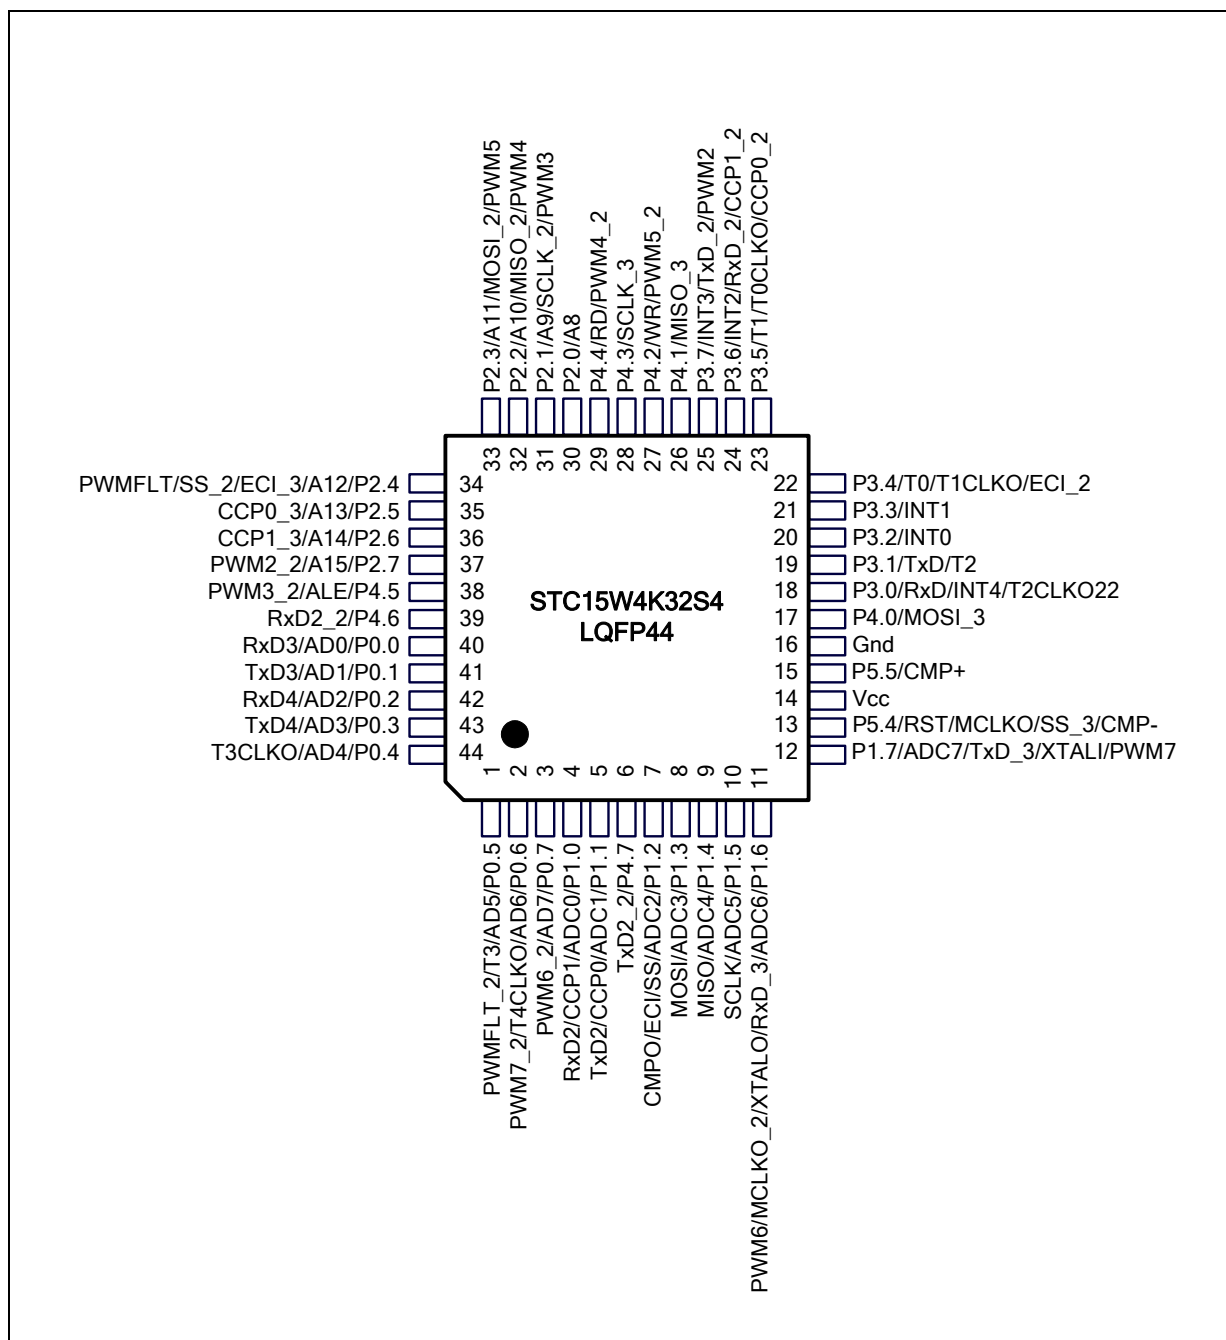 P2.3/A11/MOSI_2/PWM5
P2.2/A10/MISO_2/PWM4
P2.1/A9/SCLK_2/PWM3
P2.0/A8
P4.4/RD/PWM4_2
P4.3/SCLK_3
P4.2/WR/PWM5_2
P4.1/MISO_3
P3.7/INT3/TxD_2/PWM2
P3.6/INT2/RxD_2/CCP1_2
P3.5/T1/T0CLKO/CCP0_2
33
32
31
30
29
28
27
26
25
24
23
PWMFLT/SS_2/ECI_3/A12/P2.4 34
CCP0_3/A13/P2.5 35
CCP1_3/A14/P2.6 36
PWM2_2/A15/P2.7 37
PWM3_2/ALE/P4.5 38
RxD2_2/P4.6 39
RxD3/AD0/P0.0 40
TxD3/AD1/P0.1 41
RxD4/AD2/P0.2 42
TxD4/AD3/P0.3 43
T3CLKO/AD4/P0.4 44
STC15W4K32S4
LQFP44
22 P3.4/T0/T1CLKO/ECI_2
21 P3.3/INT1
20 P3.2/INT0
19 P3.1/TxD/T2
18 P3.0/RxD/INT4/T2CLKO22
17 P4.0/MOSI_3
16 Gnd
15 P5.5/CMP+
14 Vcc
13 P5.4/RST/MCLKO/SS_3/CMP-
12 P1.7/ADC7/TxD_3/XTALI/PWM7
1
2
3
4
5
6
7
8
9
10
11
PWMFLT_2/T3/AD5/P0.5
PWM7_2/T4CLKO/AD6/P0.6
PWM6_2/AD7/P0.7
RxD2/CCP1/ADC0/P1.0
TxD2/CCP0/ADC1/P1.1
TxD2_2/P4.7
CMPO/ECI/SS/ADC2/P1.2
MOSI/ADC3/P1.3
MISO/ADC4/P1.4
SCLK/ADC5/P1.5
PWM6/MCLKO_2/XTALO/RxD_3/ADC6/P1.6